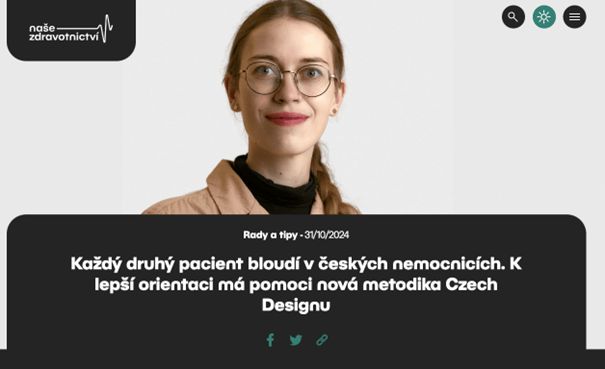 naše
zdravotnictví
Rady a tipy - 31/10/2024
Každý druhý pacient bloudí v českých nemocnicích. K
lepší orientaci má pomoci nová metodika Czech
Designu